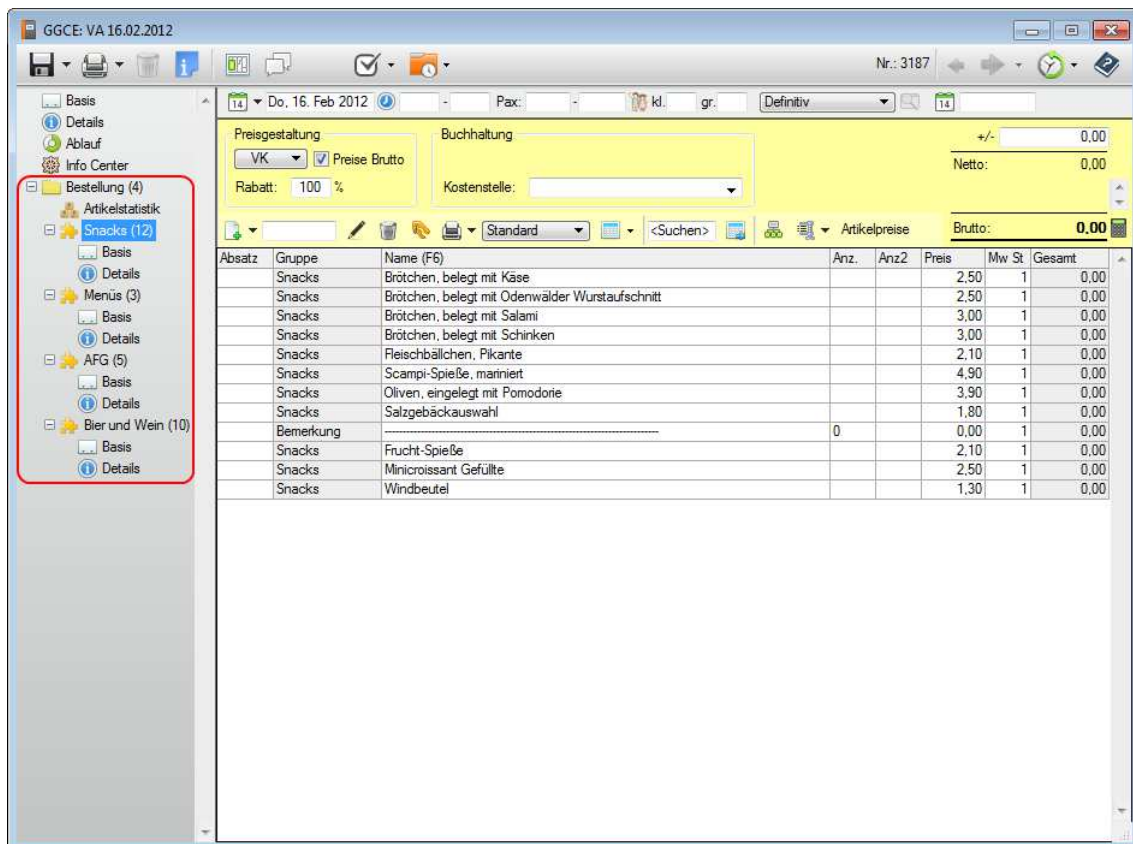 GGCE: VA 16.02.2012
Nr.: 3187
Basis
Details
Ablauf
Info Center
Bestellung (4)
Artikelstatistik
Snacks (12)
Basis
Details
Menüs (3)
Basis
Details
AFG (5)
Basis
Details
Bier und Wein (10)
Basis
Details
14 Do, 16. Feb 2012 - Pax: - kl. gr. Definitiv 14
Preisgestaltung Buchhaltung +/- 0,00
VK Preise Brutto Netto: 0,00
Rabatt: 100 % Kostenstelle:
Standard <Suchen> Artikelpreise Brutto: 0,00
Absatz Gruppe Name (F6) Anz. Anz2 Preis Mw St Gesamt
Snacks Brötchen, belegt mit Käse 2,50 1 0,00
Snacks Brötchen, belegt mit Odenwälder Wurstaufschnitt 2,50 1 0,00
Snacks Brötchen, belegt mit Salami 3,00 1 0,00
Snacks Brötchen, belegt mit Schinken 3,00 1 0,00
Snacks Fleischbällchen, Pikante 2,10 1 0,00
Snacks Scampi-Spieße, mariniert 4,90 1 0,00
Snacks Oliven, eingelegt mit Pomodorie 3,90 1 0,00
Snacks Salzgebäckauswahl 1,80 1 0,00
Bemerkung ------------------------------------------------------------------------------ 0 0,00 1 0,00
Snacks Frucht-Spieße 2,10 1 0,00
Snacks Minicroissant Gefüllte 2,50 1 0,00
Snacks Windbeutel 1,30 1 0,00